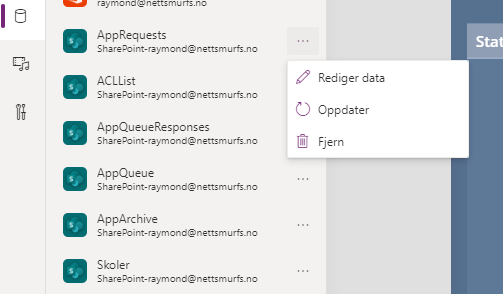 raymond@nettsmurfs.no
AppRequests
SharePoint-raymond@nettsmurfs.no
Stat
Rediger data
ACLList
SharePoint-raymond@nettsmurfs.no
Oppdater
AppQueueResponses
SharePoint-raymond@nettsmurfs.no
Fjern
AppQueue
SharePoint-raymond@nettsmurfs.no
AppArchive
SharePoint-raymond@nettsmurfs.no
Skoler
SharePoint-raymond@nettsmurfs.no